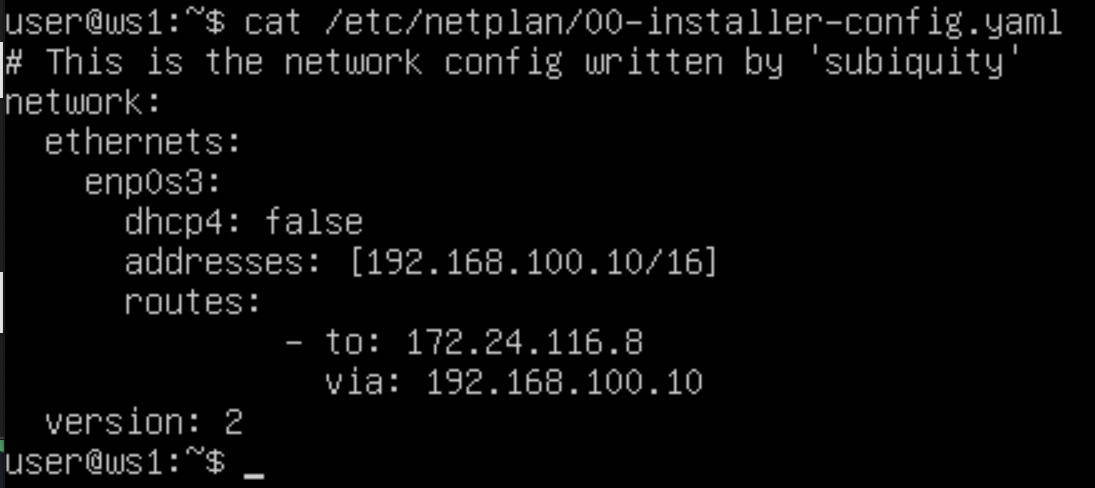 user@ws1:~$ cat /etc/netplan/00-installer-config.yaml
# This is the network config written by 'subiquity'
network:
  ethernets:
    enp0s3:
      dhcp4: false
      addresses: [192.168.100.10/16]
      routes:
              - to: 172.24.116.8
                via: 192.168.100.10
  version: 2
user@ws1:~$ _